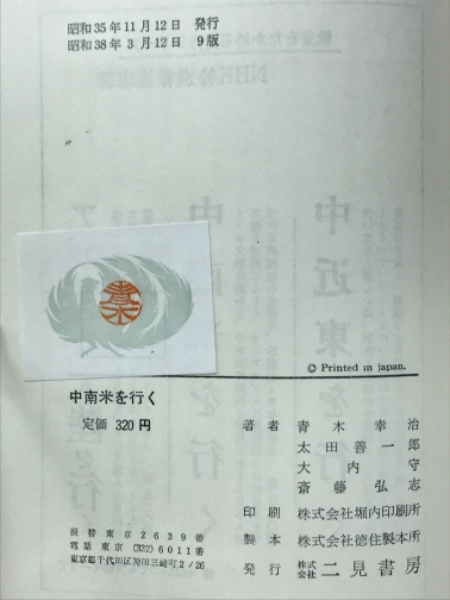 昭和35年11月12日 発行
昭和38年 3月12日 9版
青木
© Printed in japan.
中南米を行く
定価 320円
著者 青木幸治
太田善一郎
大内守
斎藤弘志
印刷 株式会社堀内印刷所
製本 株式会社徳住製本所
発行 株式会社 二見書房
振替東京2639番
電話東京(332)6011番
東京都千代田区神田三崎町2/26